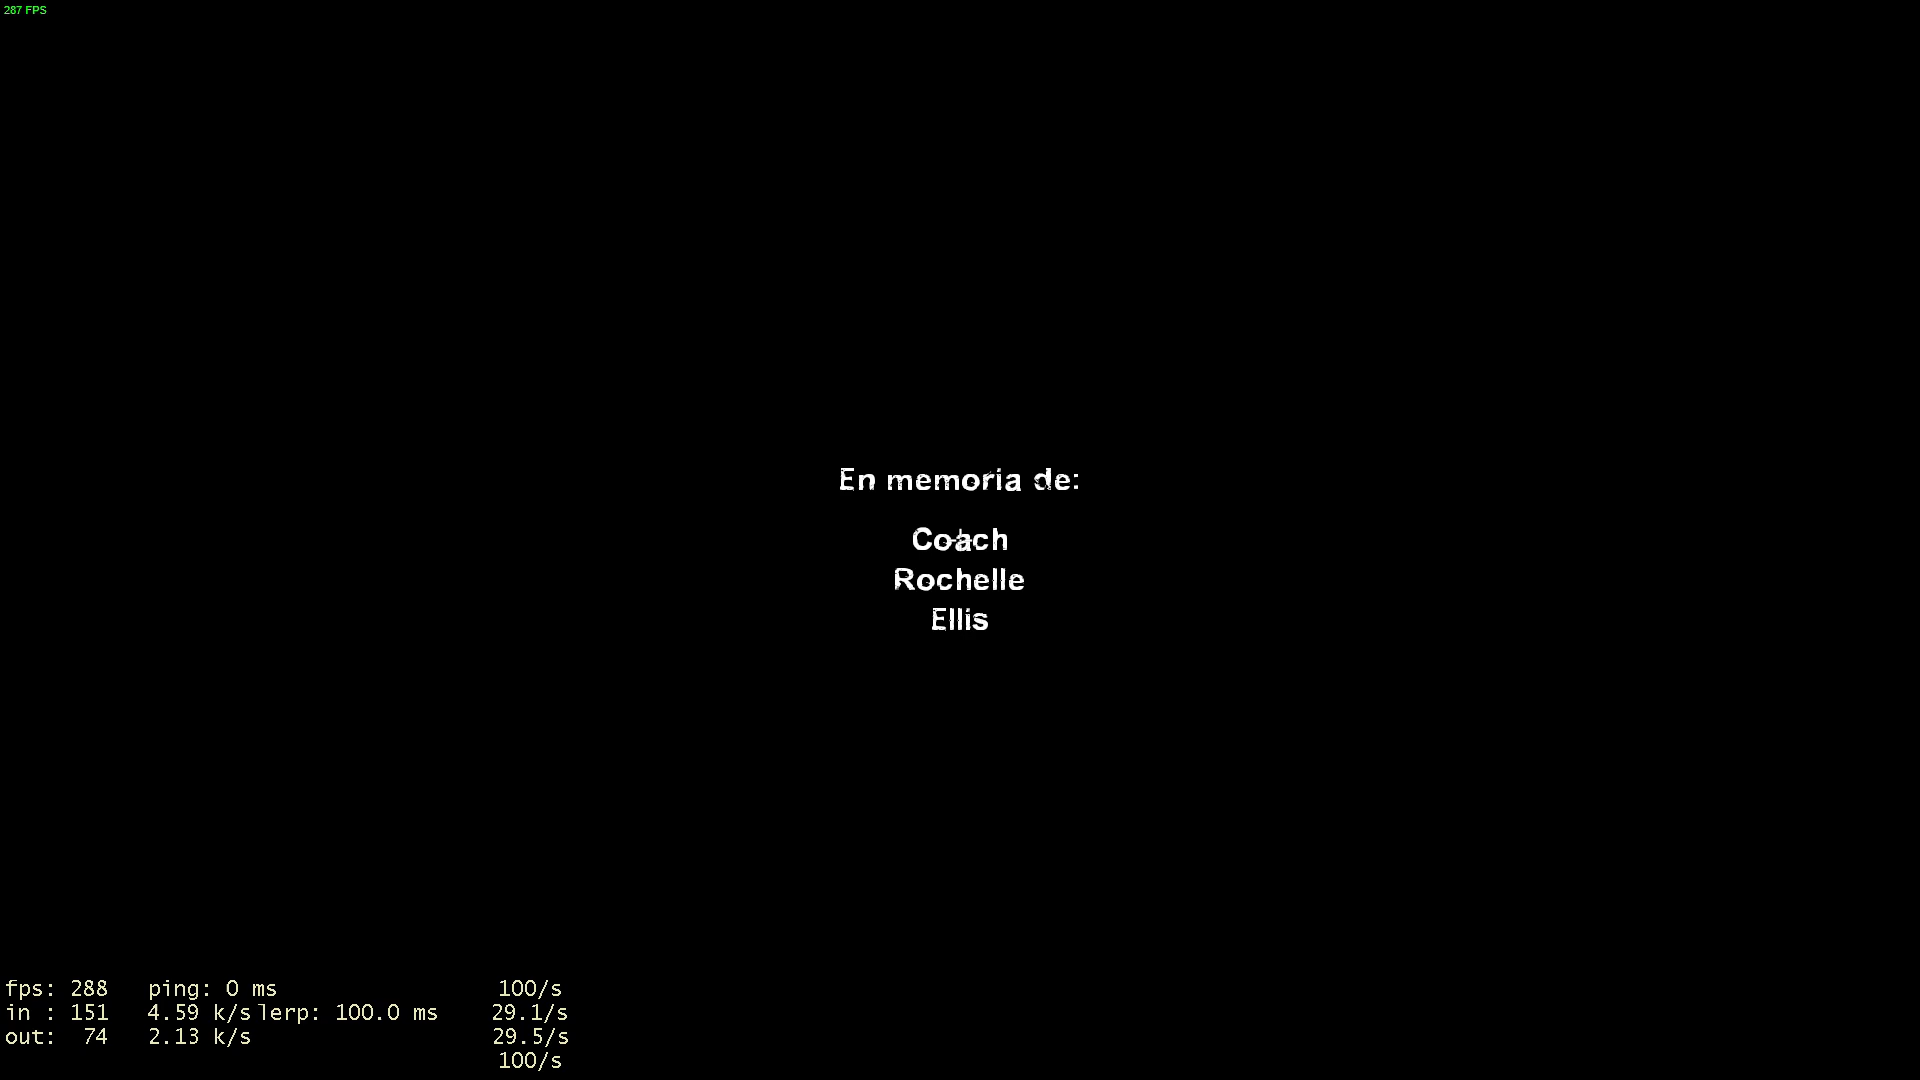 287 FPS
En memoria de:
Coach
Rochelle
Ellis
fps: 288 ping: 0 ms 100/s
in : 151 4.59 k/s lerp: 100.0 ms 29.1/s
out: 74 2.13 k/s 29.5/s
100/s